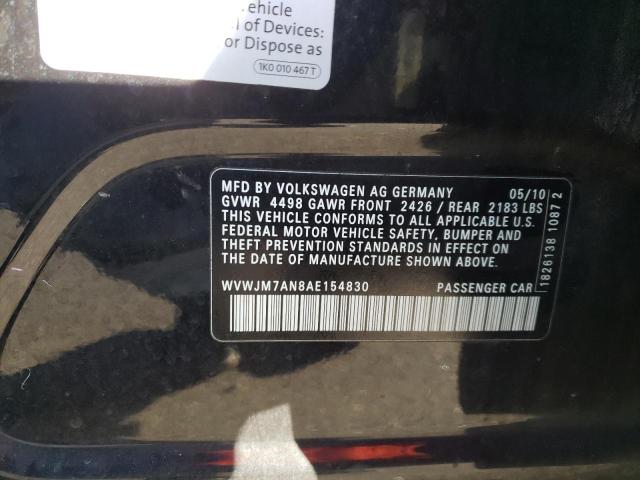 Vehicle
of Devices:
or Dispose as
1K0 010 467 T
MFD BY VOLKSWAGEN AG GERMANY 05/10
GVWR 4498 GAWR FRONT 2426 / REAR 2183 LBS
THIS VEHICLE CONFORMS TO ALL APPLICABLE U.S.
FEDERAL MOTOR VEHICLE SAFETY, BUMPER AND
THEFT PREVENTION STANDARDS IN EFFECT ON
THE DATE OF MANUFACTURE SHOWN ABOVE.
WVWJM7AN8AE154830 PASSENGER CAR
1826138 1087 2